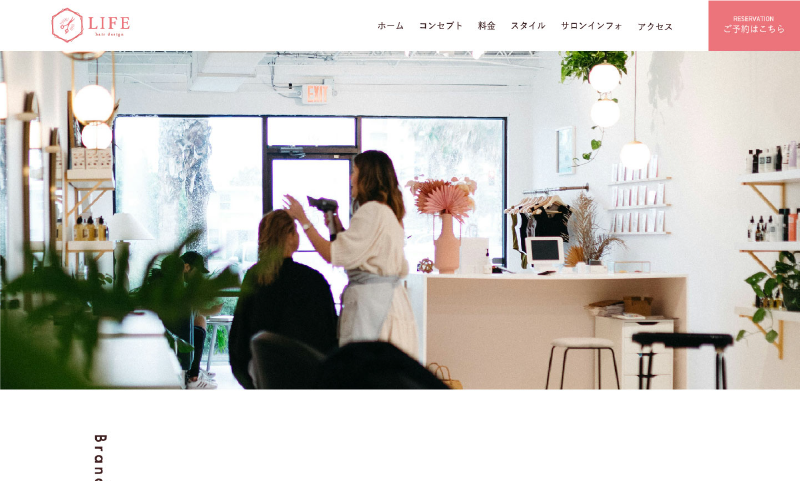 LIFE
hair design
ホーム
コンセプト
料金
スタイル
サロンインフォ
アクセス
RESERVATION
ご予約はこちら
EXIT
Bran